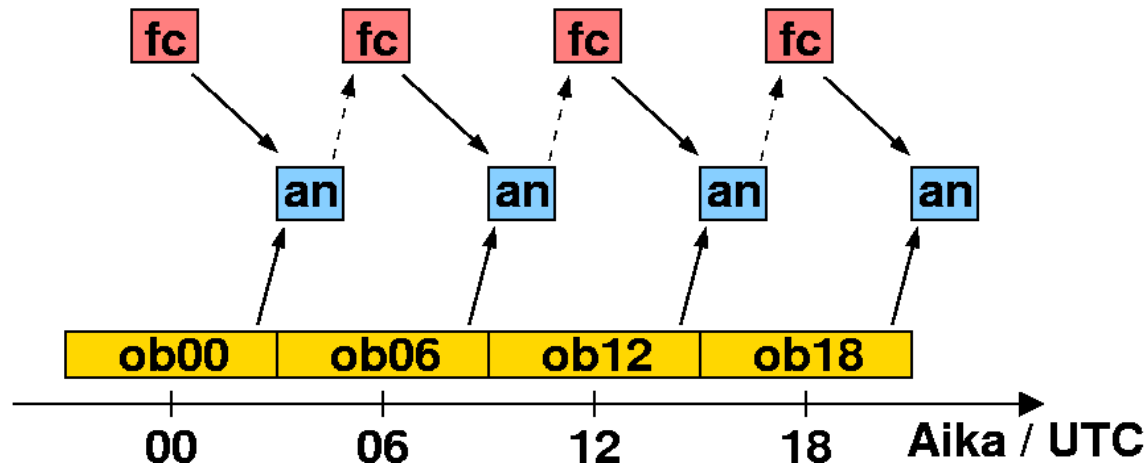 fc fc fc fc
an an an an
ob00 ob06 ob12 ob18
00 06 12 18 Aika / UTC